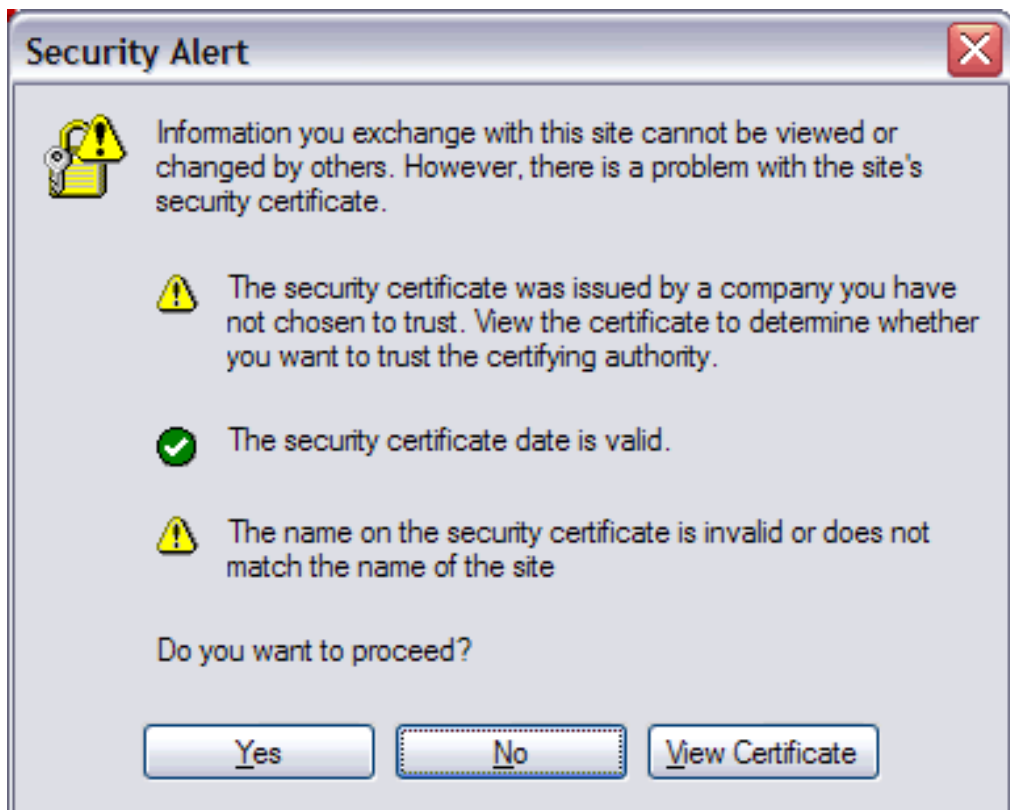 Security Alert
Information you exchange with this site cannot be viewed or
changed by others. However, there is a problem with the site's
security certificate.
The security certificate was issued by a company you have
not chosen to trust. View the certificate to determine whether
you want to trust the certifying authority.
The security certificate date is valid.
The name on the security certificate is invalid or does not
match the name of the site
Do you want to proceed?
Yes No View Certificate